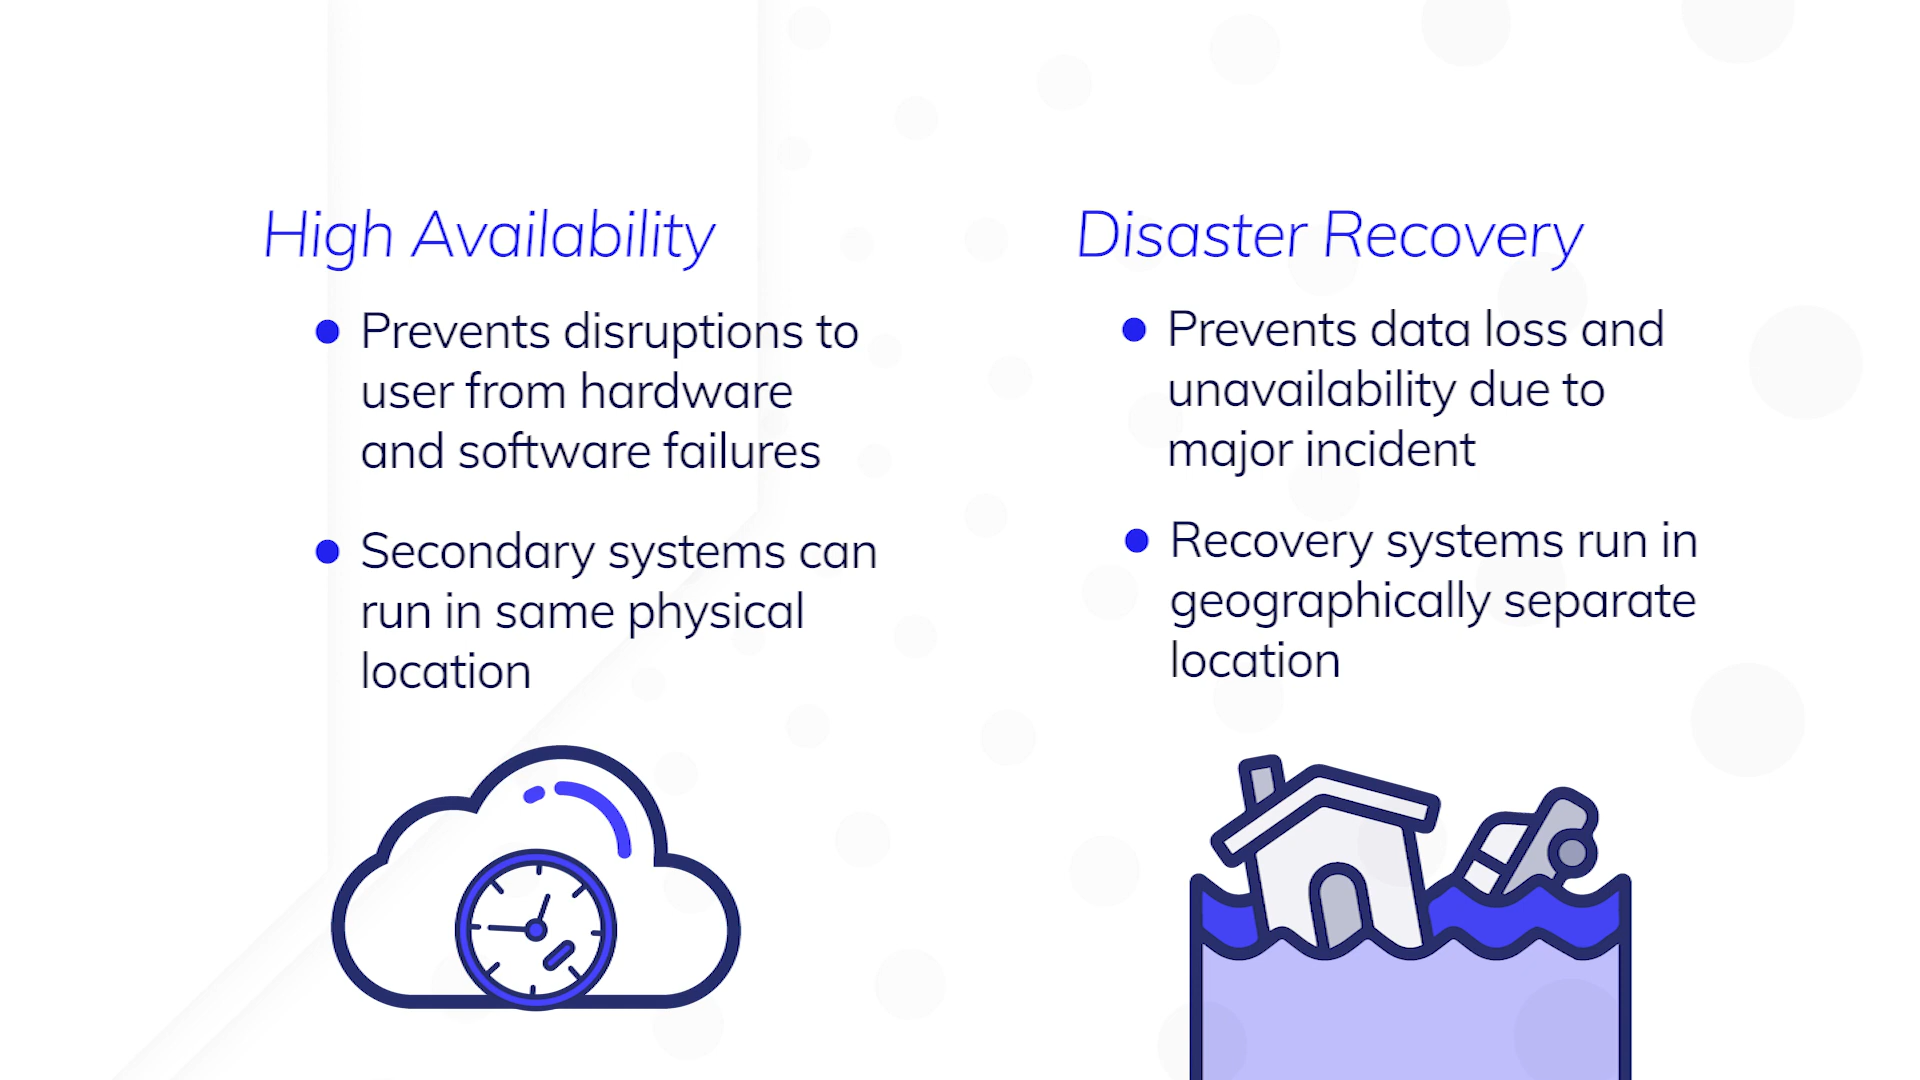 High Availability
Prevents disruptions to
user from hardware
and software failures
Secondary systems can
run in same physical
location
Disaster Recovery
Prevents data loss and
unavailability due to
major incident
Recovery systems run in
geographically separate
location